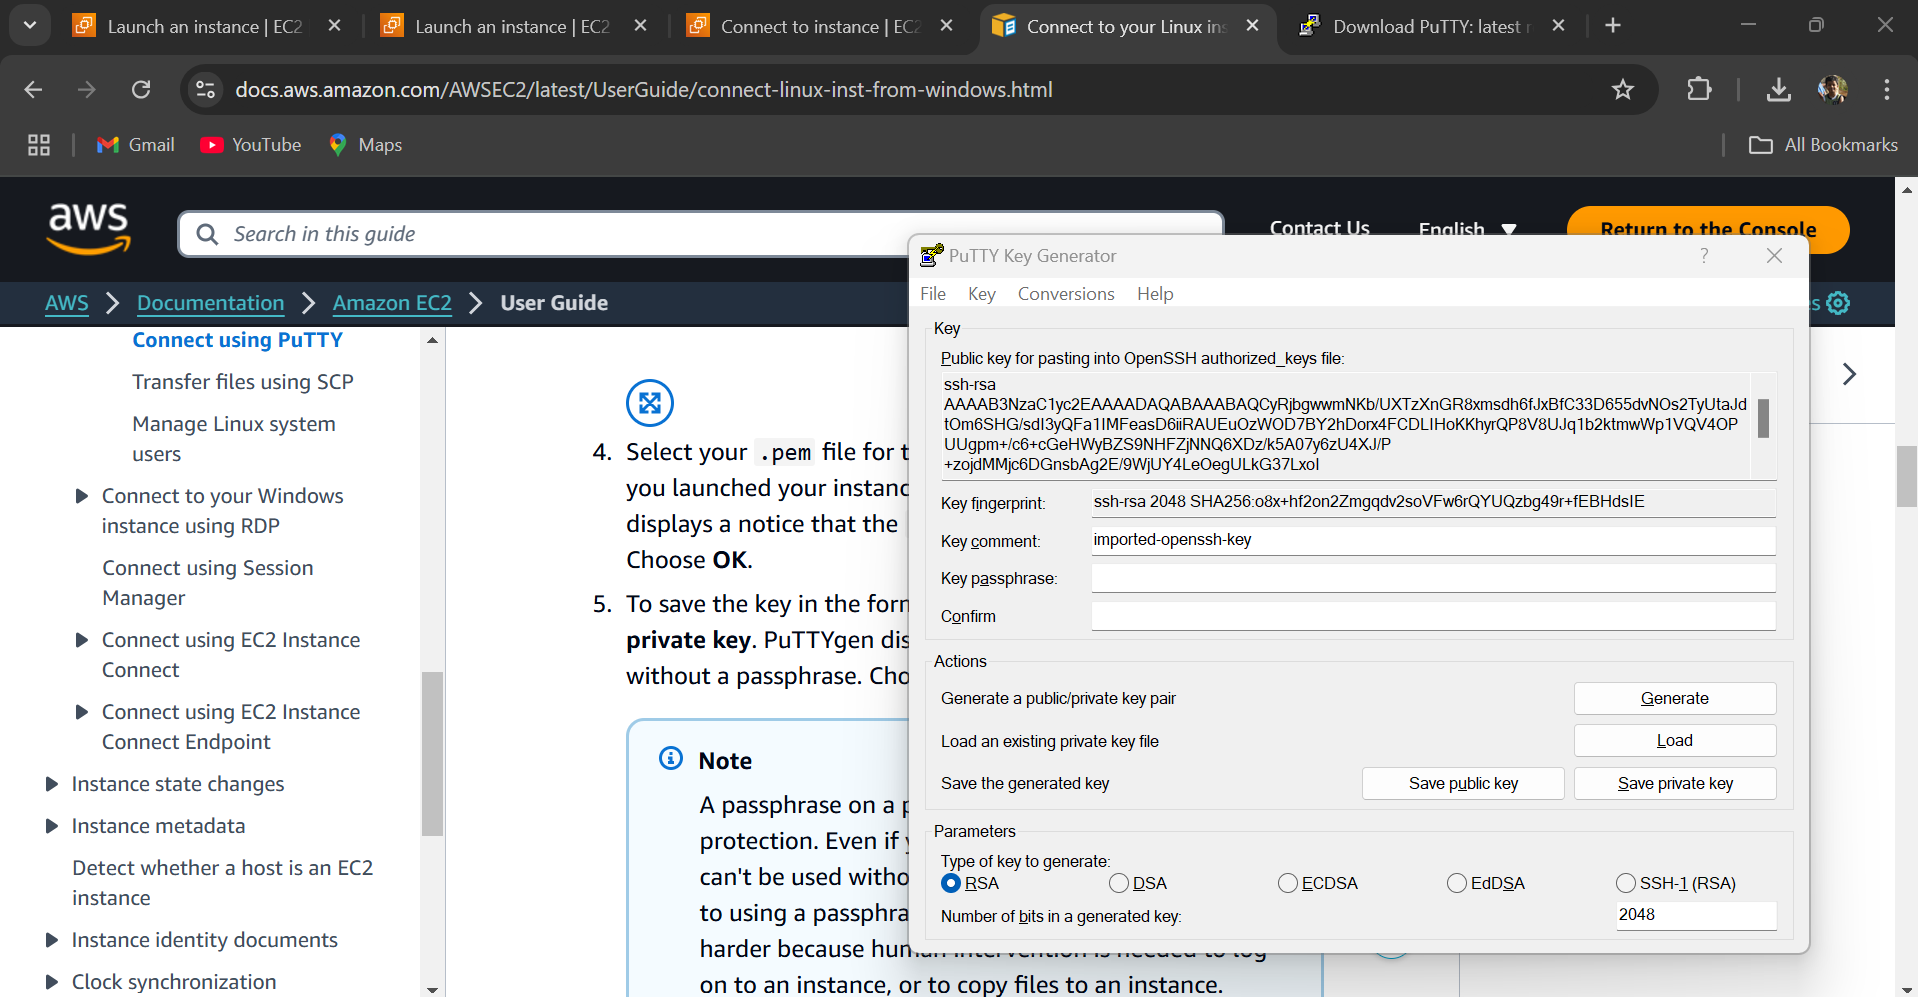 Launch an instance | EC2
Launch an instance | EC2
Connect to instance | EC2
Connect to your Linux ins
Download PuTTY: latest r
docs.aws.amazon.com/AWSEC2/latest/UserGuide/connect-linux-inst-from-windows.html
Gmail
YouTube
Maps
All Bookmarks
aws
Search in this guide
Contact Us
English
Return to the Console
AWS
Documentation
Amazon EC2
User Guide
Connect using PuTTY
Transfer files using SCP
Manage Linux system
users
Connect to your Windows
instance using RDP
Connect using Session
Manager
Connect using EC2 Instance
Connect
Connect using EC2 Instance
Connect Endpoint
Instance state changes
Instance metadata
Detect whether a host is an EC2
instance
Instance identity documents
Clock synchronization
4. Select your .pem file for t
you launched your instanc
displays a notice that the
Choose OK.
5. To save the key in the forn
private key. PuTTYgen dis
without a passphrase. Cho
Note
A passphrase on a p
protection. Even if y
can't be used witho
to using a passphra
harder because human intervention is needed to log
on to an instance, or to copy files to an instance.
PuTTY Key Generator
?
File
Key
Conversions
Help
Key
Public key for pasting into OpenSSH authorized_keys file:
ssh-rsa
AAAAB3NzaC1yc2EAAAADAQABAAABAQCyRjbgwwmNKb/UXTzXnGR8xmsdh6fJxBfC33D655dvNOs2TyUtaJd
tOm6SHG/sdI3yQFa1IMFeasD6iiRAUEuOzWOD7BY2hDorx4FCDLIHoKKhyrQP8V8UJq1b2ktmwWp1VQV4OP
UUgpm+/c6+cGeHWyBZS9NHFZjNNQ6XDz/k5A07y6zU4XJ/P
+zojdMMjc6DGnsbAg2E/9WjUY4LeOegULkG37LxoI
Key fingerprint:
ssh-rsa 2048 SHA256:o8x+hf2on2Zmgqdv2soVFw6rQYUQzbg49r+fEBHdsIE
Key comment:
imported-openssh-key
Key passphrase:
Confirm
Actions
Generate a public/private key pair
Generate
Load an existing private key file
Load
Save the generated key
Save public key
Save private key
Parameters
Type of key to generate:
RSA
DSA
ECDSA
EdDSA
SSH-1 (RSA)
Number of bits in a generated key:
2048